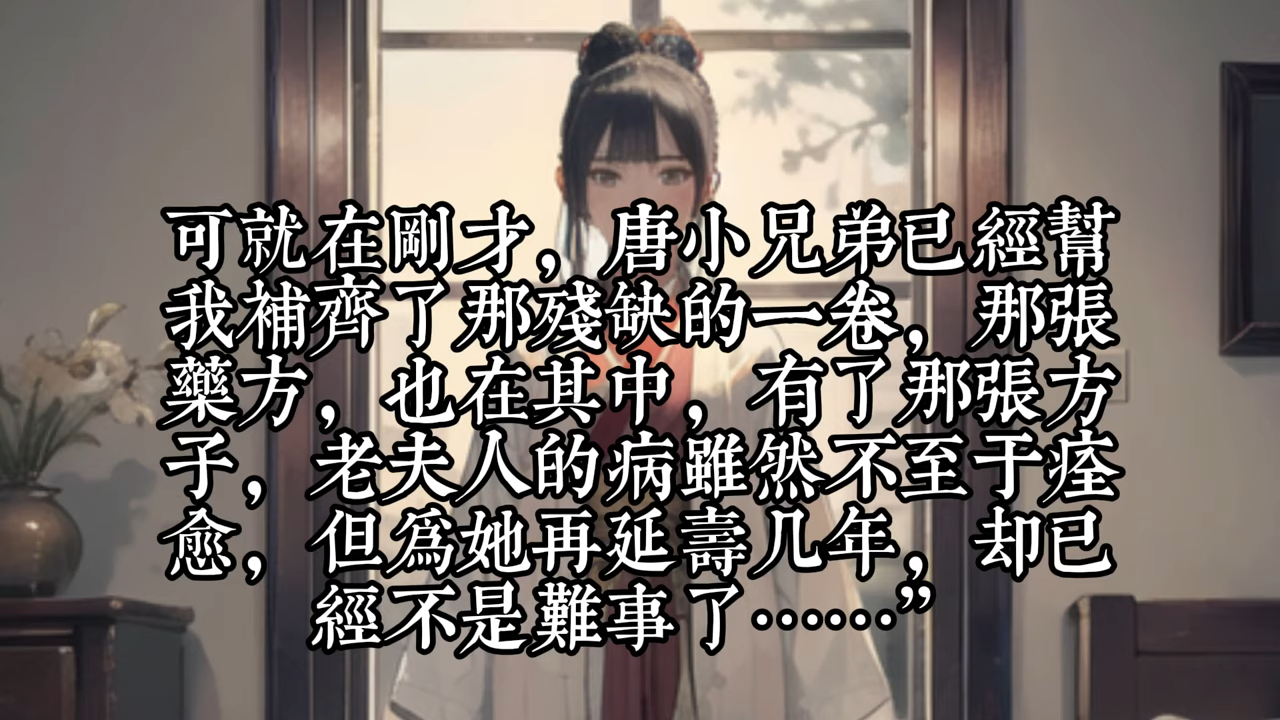 可就在剛才，唐小兄弟已經幫
我補齊了那殘缺的一卷，那張
藥方，也在其中，有了那張方
子，老夫人的病雖然不至于痊
愈，但爲她再延壽几年，却已
經不是難事了……”